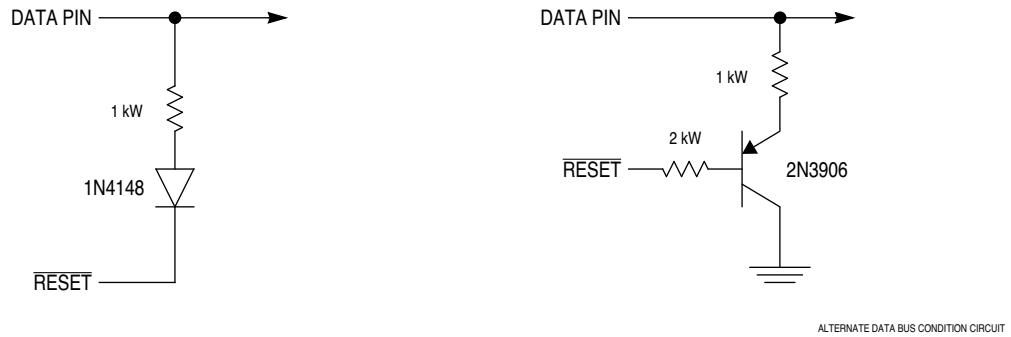 DATA PIN
1 kW
1N4148
RESET
DATA PIN
1 kW
2 kW
RESET
2N3906
ALTERNATE DATA BUS CONDITION CIRCUIT